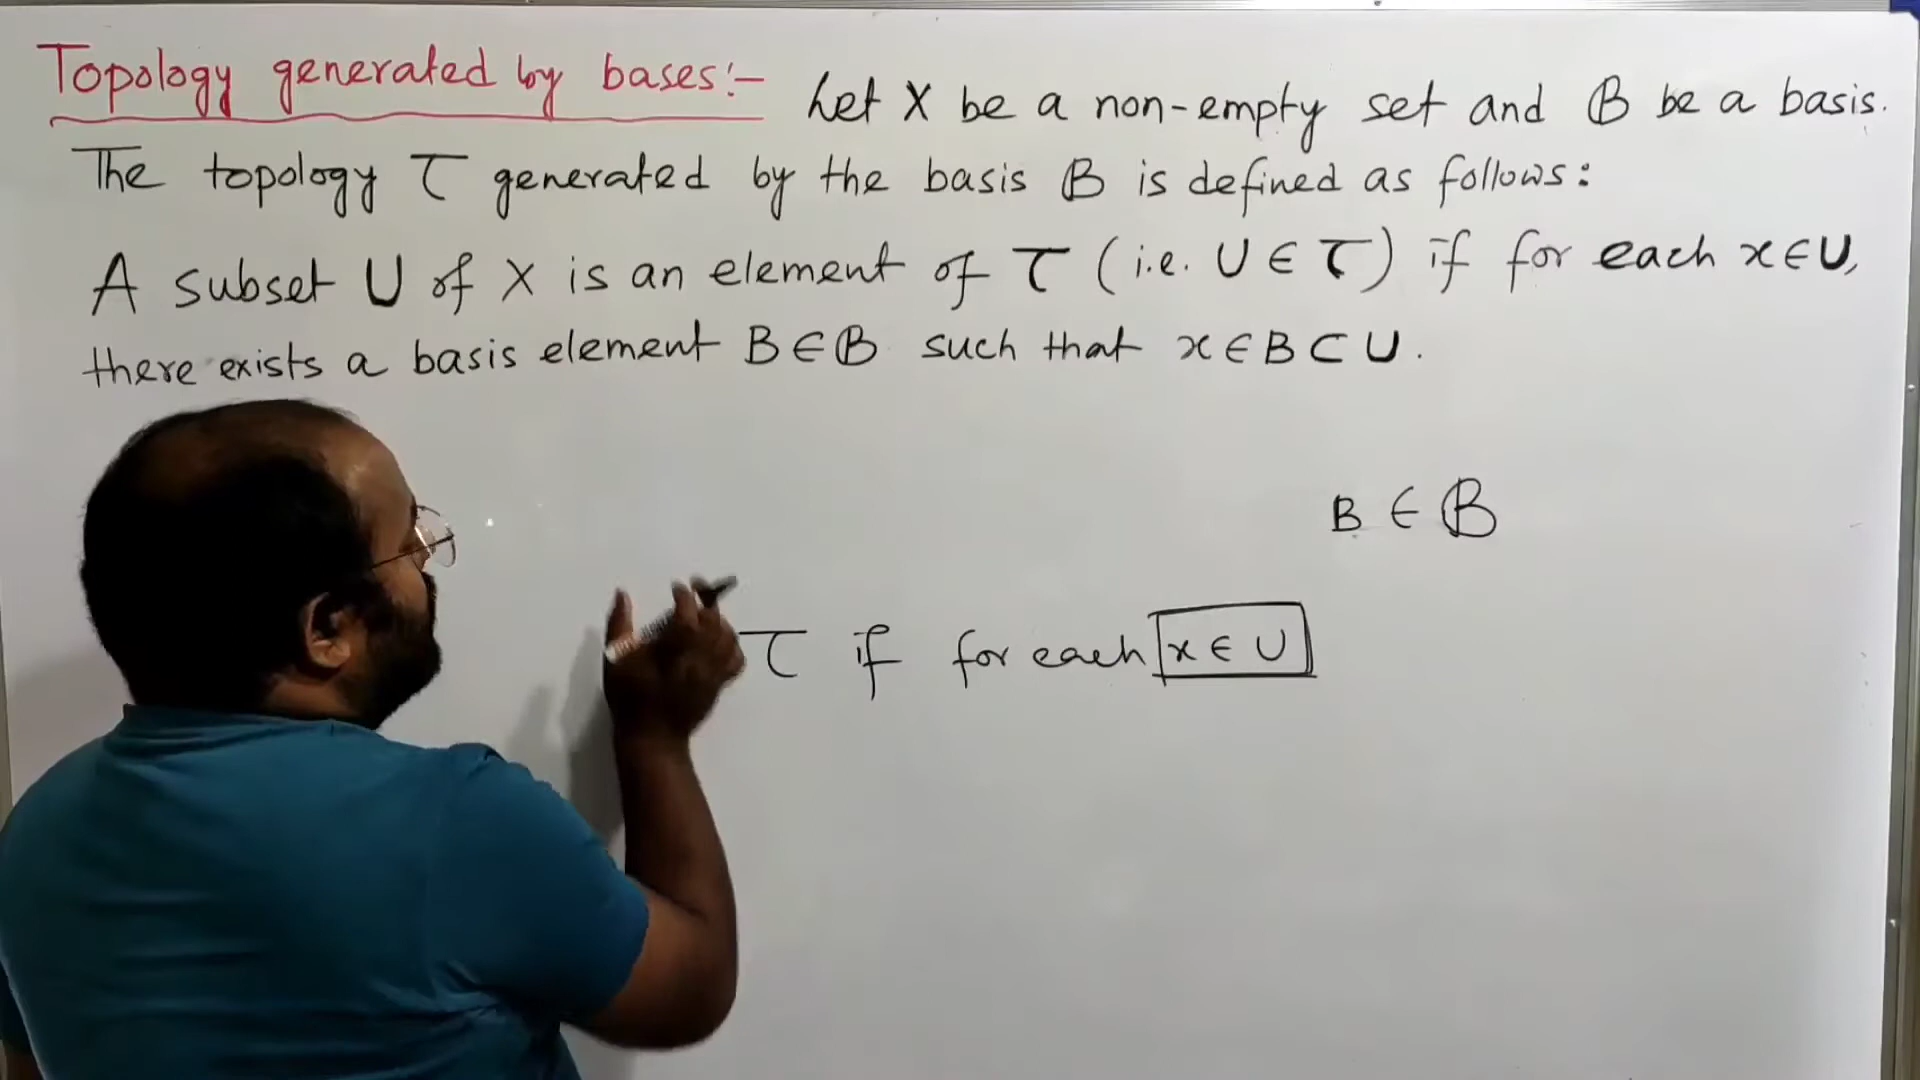 Topology generated by bases:- Let X be a non-empty set and 𝔹 be a basis.
The topology τ generated by the basis 𝔹 is defined as follows:
A subset U of X is an element of τ (i.e. U ∈ τ) if for each x ∈ U,
there exists a basis element B ∈ 𝔹 such that x ∈ B ⊂ U.
B ∈ 𝔹
τ if for each x ∈ U